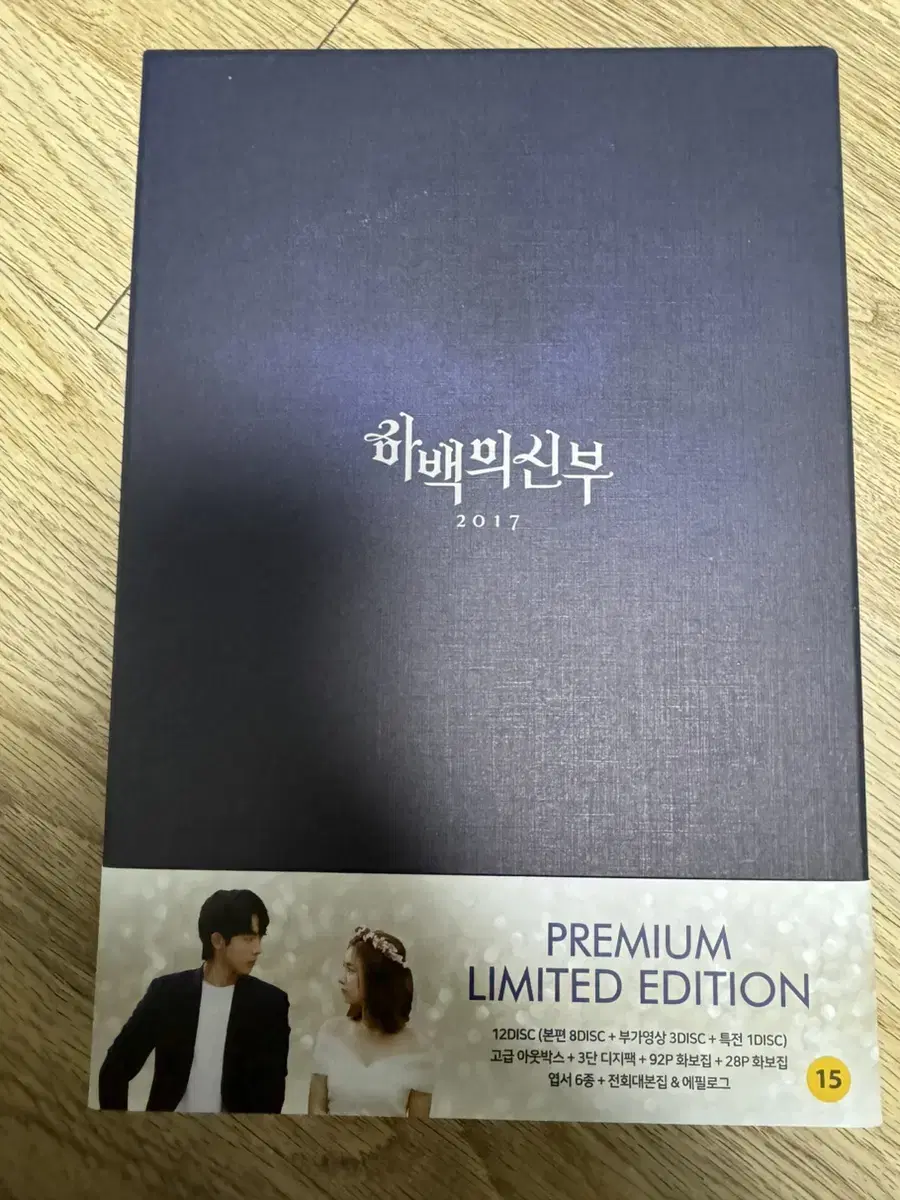 하백의신부
2017
PREMIUM
LIMITED EDITION
12DISC (본편 8DISC + 부가영상 3DISC + 특전 1DISC)
고급 아웃박스 + 3단 디지팩 + 92P 화보집 + 28P 화보집
엽서 6종 + 전회대본집 & 에필로그
15